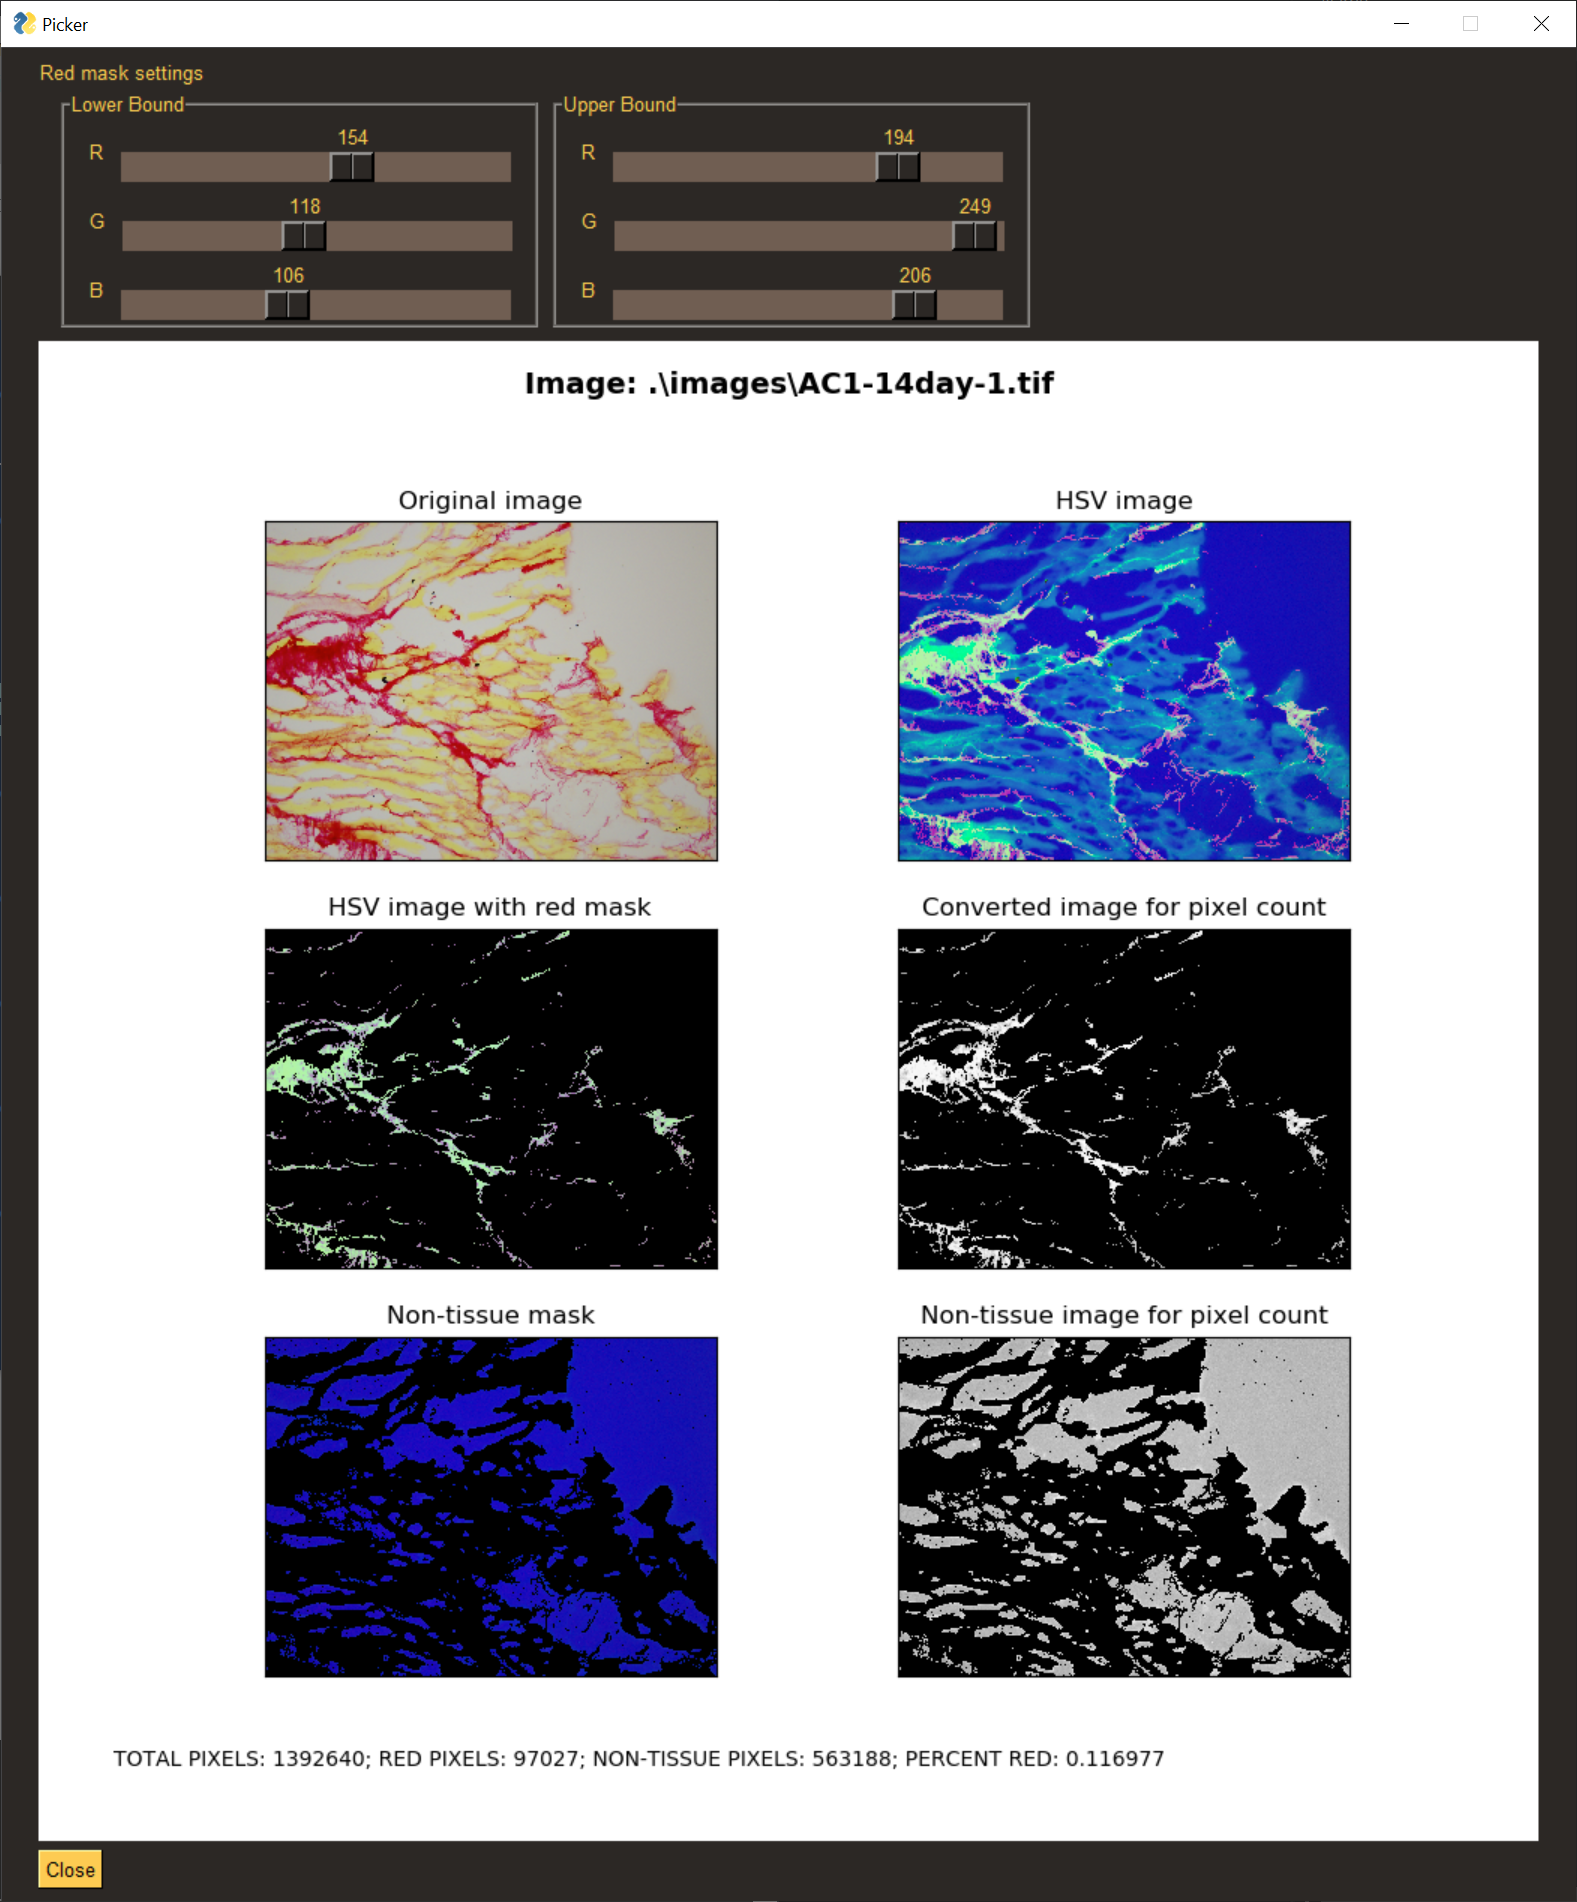 Picker
Red mask settings
Lower Bound
R 154
G 118
B 106
Upper Bound
R 194
G 249
B 206
Image: .\images\AC1-14day-1.tif
Original image
HSV image
HSV image with red mask
Converted image for pixel count
Non-tissue mask
Non-tissue image for pixel count
TOTAL PIXELS: 1392640; RED PIXELS: 97027; NON-TISSUE PIXELS: 563188; PERCENT RED: 0.116977
Close